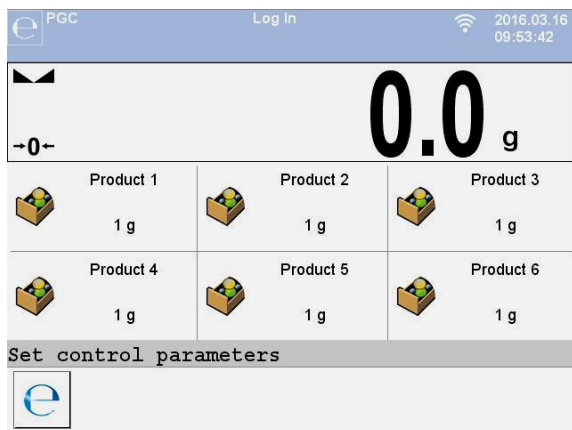 PGC Log In 2016.03.16
09:53:42
0.0 g
→0←
Product 1 Product 2 Product 3
1 g 1 g 1 g
Product 4 Product 5 Product 6
1 g 1 g 1 g
Set control parameters